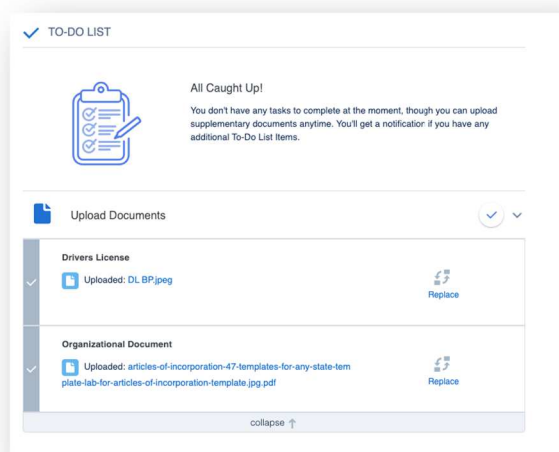 TO-DO LIST
All Caught Up!
You don't have any tasks to complete at the moment, though you can upload
supplementary documents anytime. You'll get a notification if you have any
additional To-Do List Items.
Upload Documents
Drivers License
Uploaded: DL BP.jpeg
Replace
Organizational Document
Uploaded: articles-of-incorporation-47-templates-for-any-state-tem
plate-lab-for-articles-of-incorporation-template.jpg.pdf
Replace
collapse ↑